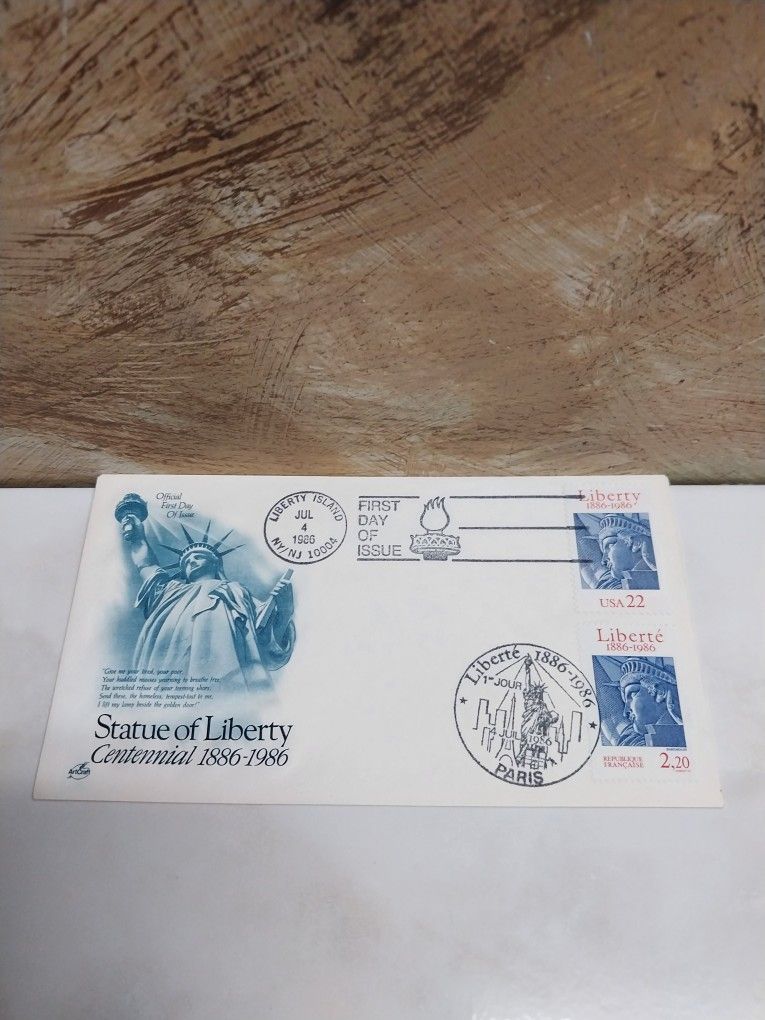 Official
First Day
Of Issue
LIBERTY ISLAND
JUL
4
1986
NY/NJ 10004
FIRST
DAY
OF
ISSUE
Liberty
1886-1986
USA 22
"Give me your tired, your poor,
Your huddled masses yearning to breathe free,
The wretched refuse of your teeming shore.
Send these, the homeless, tempest-tost to me,
I lift my lamp beside the golden door!"
Statue of Liberty
Centennial 1886-1986
ArtCraft
Liberté 1886-1986
1er JOUR
4 JUIL 1986
PARIS
Liberté
1886-1986
REPUBLIQUE
FRANÇAISE
2,20